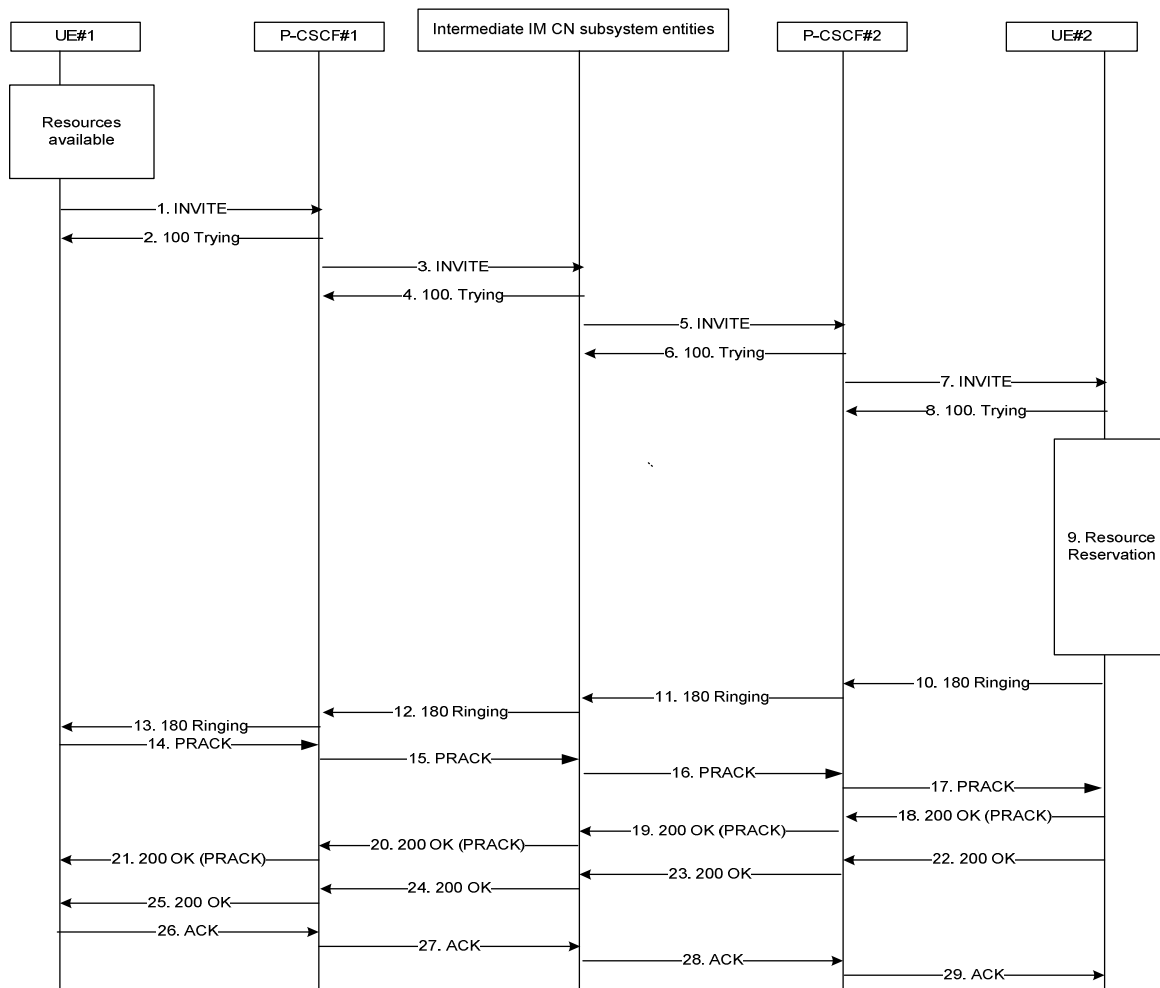 UE#1
P-CSCF#1
Intermediate IM CN subsystem entities
P-CSCF#2
UE#2
Resources
available
1. INVITE
2. 100 Trying
3. INVITE
4. 100. Trying
5. INVITE
6. 100. Trying
7. INVITE
8. 100. Trying
9. Resource
Reservation
10. 180 Ringing
11. 180 Ringing
12. 180 Ringing
13. 180 Ringing
14. PRACK
15. PRACK
16. PRACK
17. PRACK
18. 200 OK (PRACK)
19. 200 OK (PRACK)
20. 200 OK (PRACK)
21. 200 OK (PRACK)
22. 200 OK
23. 200 OK
24. 200 OK
25. 200 OK
26. ACK
27. ACK
28. ACK
29. ACK